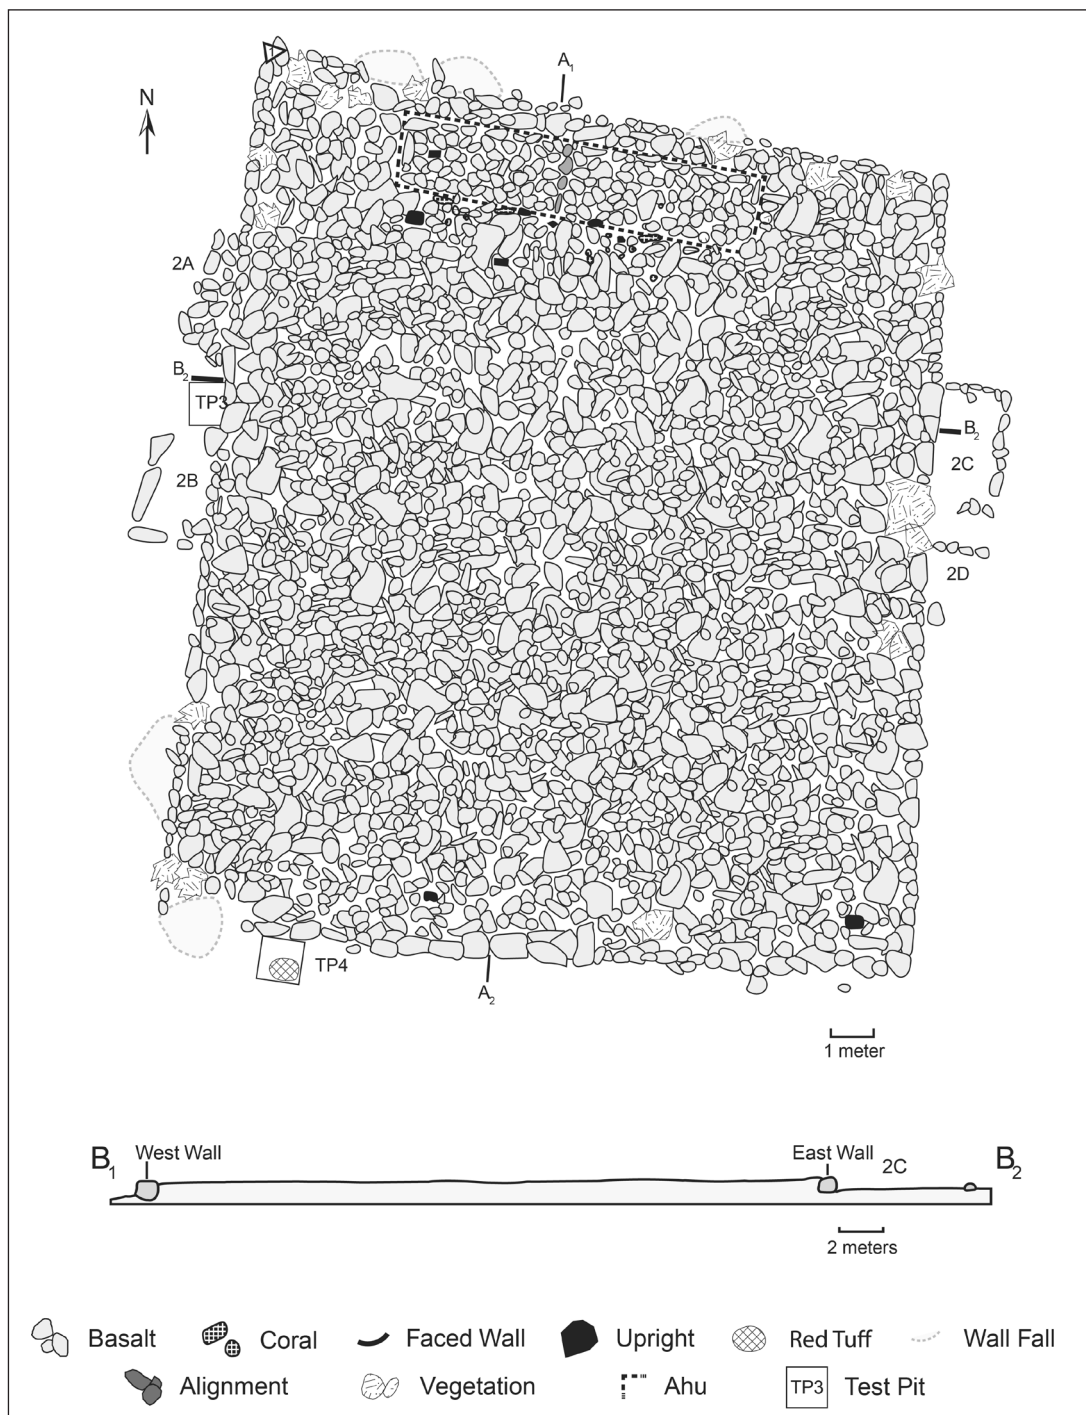 A1
N
2A
B2
TP3
B2
2C
2B
2D
TP4
A2
1 meter
B1 West Wall East Wall 2C B2
2 meters
Basalt Coral Faced Wall Upright Red Tuff Wall Fall
Alignment Vegetation Ahu TP3 Test Pit